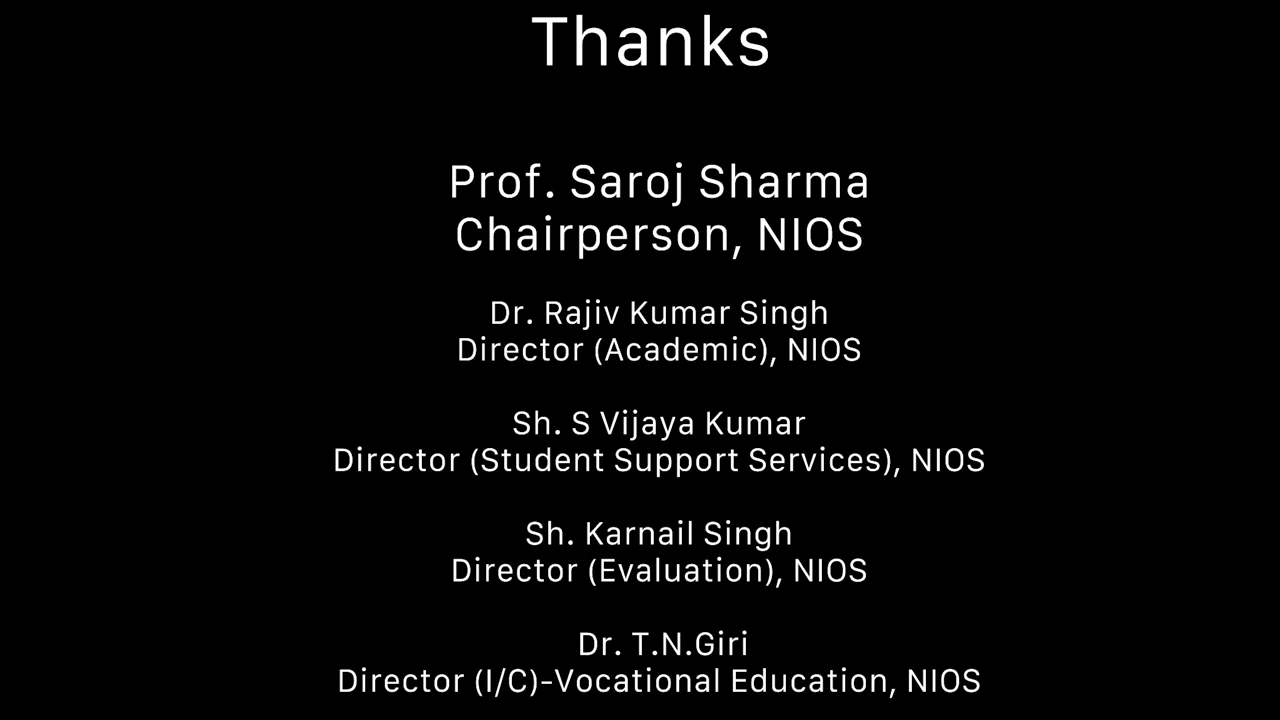 Thanks
Prof. Saroj Sharma
Chairperson, NIOS
Dr. Rajiv Kumar Singh
Director (Academic), NIOS
Sh. S Vijaya Kumar
Director (Student Support Services), NIOS
Sh. Karnail Singh
Director (Evaluation), NIOS
Dr. T.N.Giri
Director (I/C)-Vocational Education, NIOS